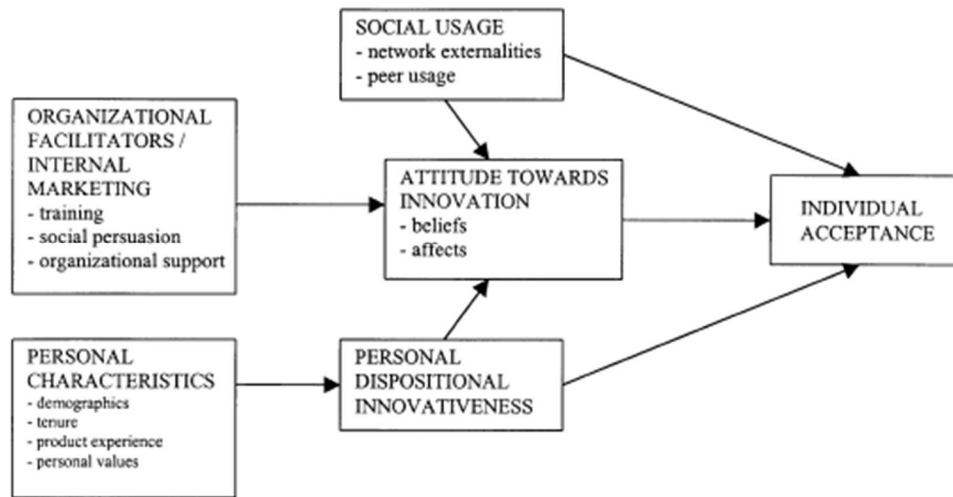 SOCIAL USAGE
- network externalities
- peer usage
ORGANIZATIONAL
FACILITATORS /
INTERNAL
MARKETING
- training
- social persuasion
- organizational support
ATTITUDE TOWARDS
INNOVATION
- beliefs
- affects
INDIVIDUAL
ACCEPTANCE
PERSONAL
CHARACTERISTICS
- demographics
- tenure
- product experience
- personal values
PERSONAL
DISPOSITIONAL
INNOVATIVENESS